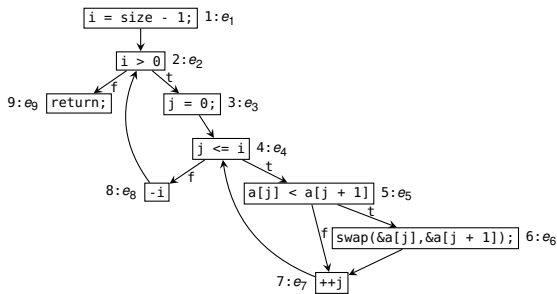 i = size - 1; 1:e₁
i > 0 2:e₂
f t
9:e₉ return; j = 0; 3:e₃
j <= i 4:e₄
f t
8:e₈ -i a[j] < a[j + 1] 5:e₅
f t
swap(&a[j],&a[j + 1]); 6:e₆
7:e₇ ++j